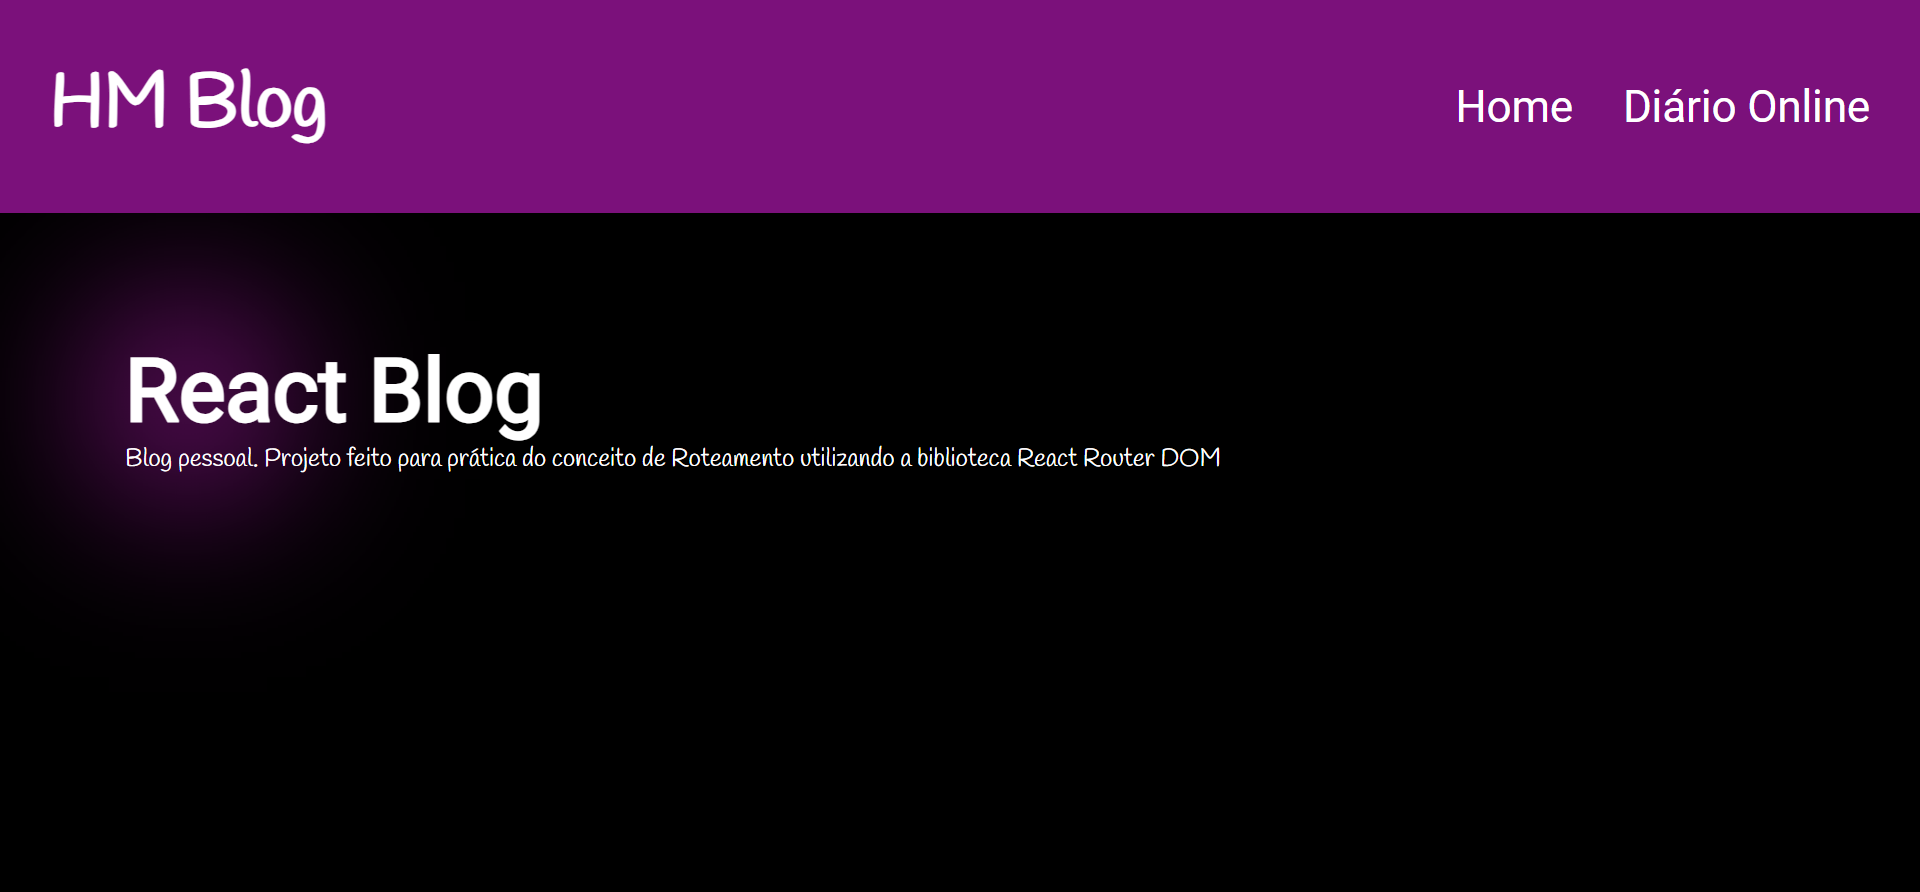 HM Blog
Home
Diário Online
React Blog
Blog pessoal. Projeto feito para prática do conceito de Roteamento utilizando a biblioteca React Router DOM